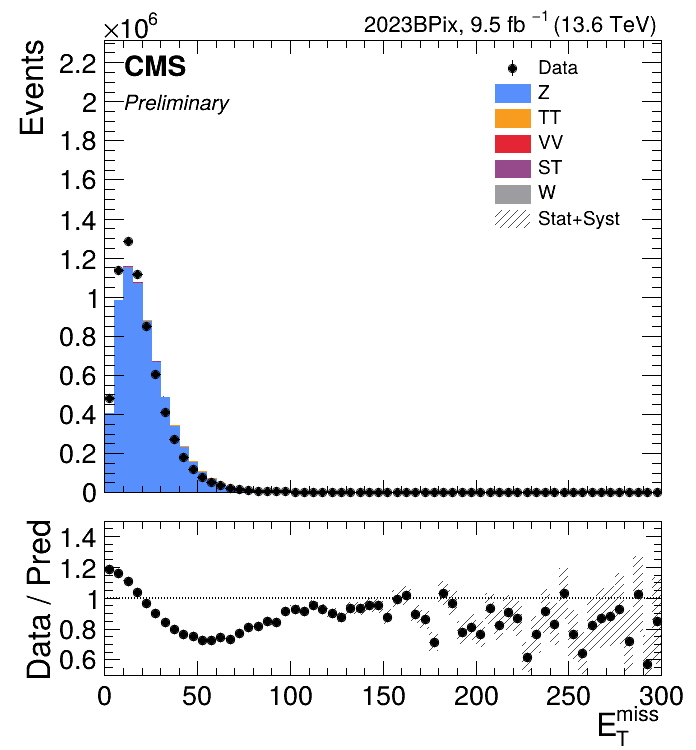 ×10⁶
2023BPix, 9.5 fb ⁻¹ (13.6 TeV)
Events
CMS
Preliminary
Data
Z
TT
VV
ST
W
Stat+Syst
2.2
2
1.8
1.6
1.4
1.2
1
0.8
0.6
0.4
0.2
0
Data / Pred
1.4
1.2
1
0.8
0.6
0 50 100 150 200 250 300
E_T^miss